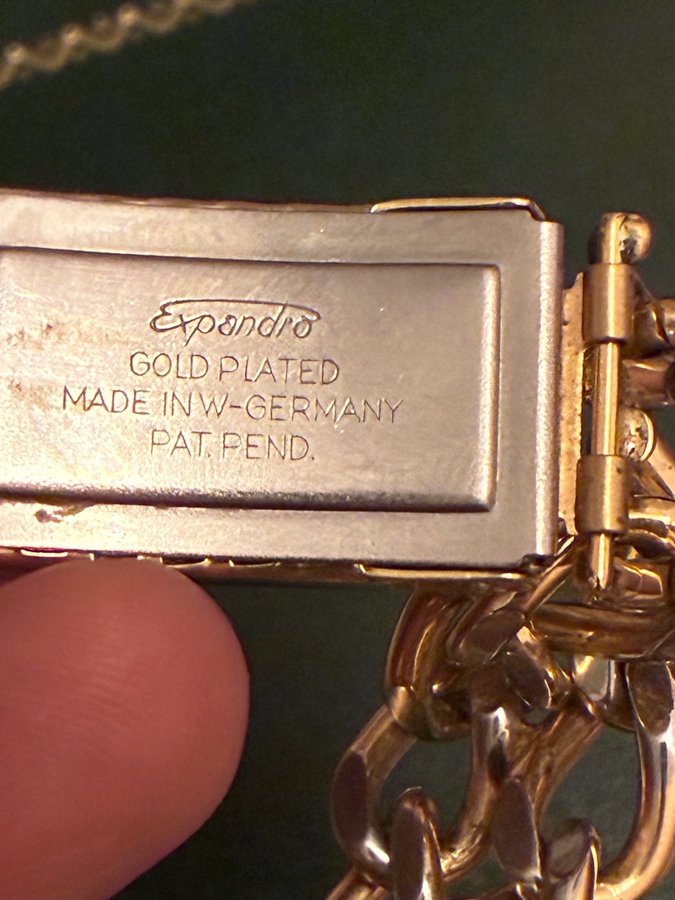 Expandro
GOLD PLATED
MADE IN W-GERMANY
PAT. PEND.